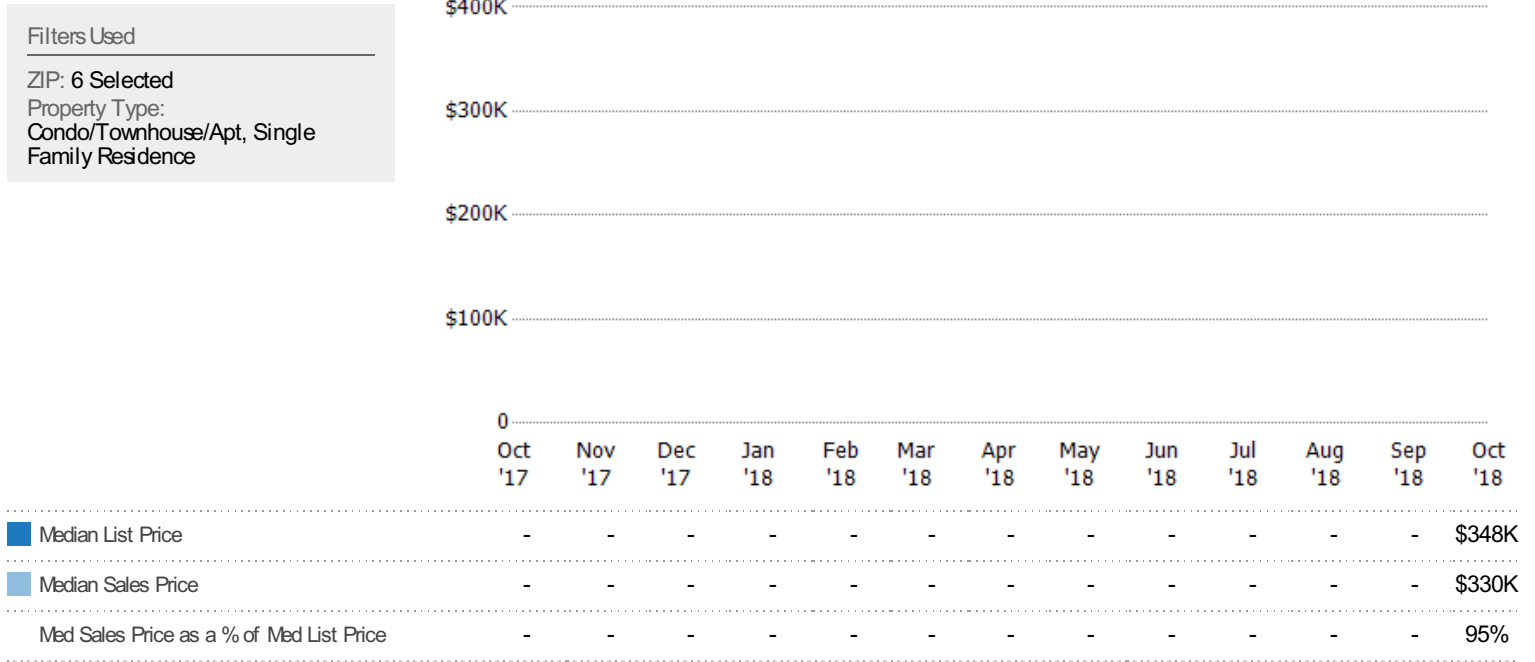 Filters Used
ZIP: 6 Selected
Property Type:
Condo/Townhouse/Apt, Single
Family Residence
$400K
$300K
$200K
$100K
0
Oct Nov Dec Jan Feb Mar Apr May Jun Jul Aug Sep Oct
'17 '17 '17 '18 '18 '18 '18 '18 '18 '18 '18 '18 '18
Median List Price - - - - - - - - - - - - $348K
Median Sales Price - - - - - - - - - - - - $330K
Med Sales Price as a % of Med List Price - - - - - - - - - - - - 95%